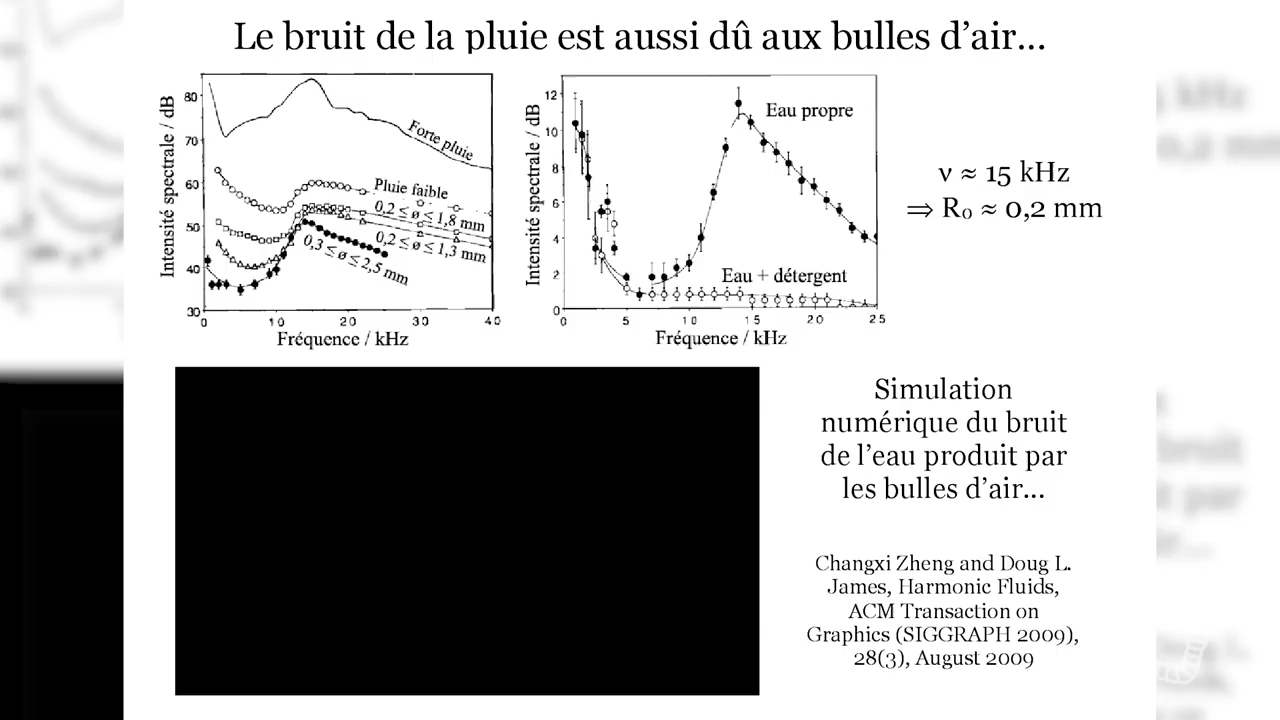 Le bruit de la pluie est aussi dû aux bulles d’air...
Intensité spectrale / dB
80
70
60
50
40
30
0
10
20
30
40
Fréquence / kHz
Forte pluie
Pluie faible
0,2 ≤ ø ≤ 1,8 mm
0,2 ≤ ø ≤ 1,3 mm
0,3 ≤ ø ≤ 2,5 mm
Intensité spectrale / dB
12
10
8
6
4
2
0
0
5
10
15
20
25
Fréquence / kHz
Eau propre
Eau + détergent
ν ≈ 15 kHz
⇒ R₀ ≈ 0,2 mm
Simulation
numérique du bruit
de l’eau produit par
les bulles d’air...
Changxi Zheng and Doug L.
James, Harmonic Fluids,
ACM Transaction on
Graphics (SIGGRAPH 2009),
28(3), August 2009